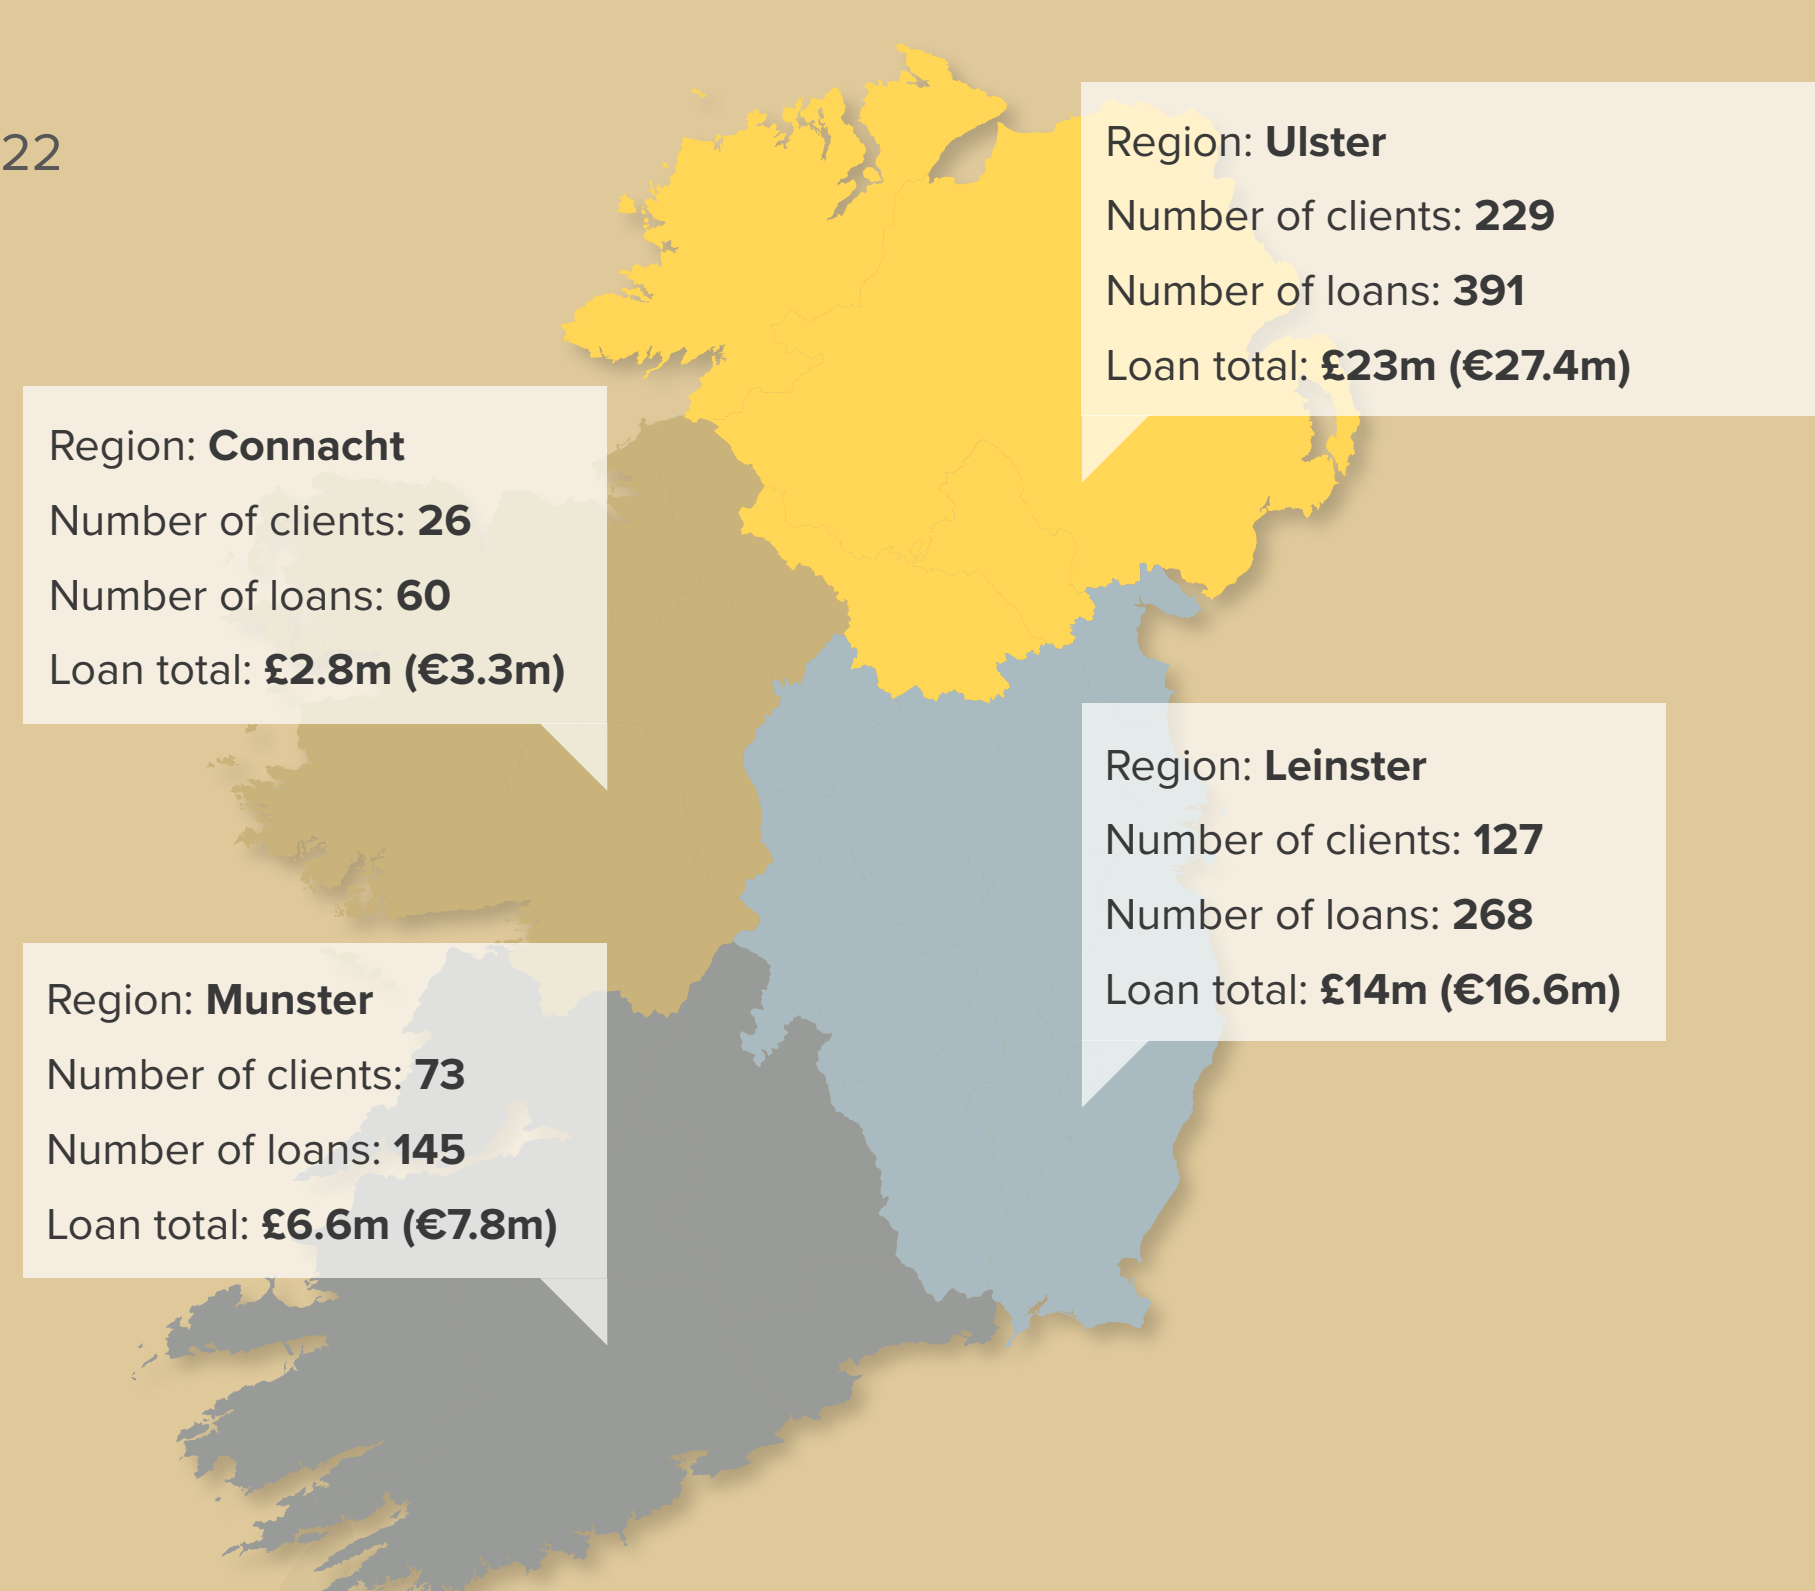 22
Region: Ulster
Number of clients: 229
Number of loans: 391
Loan total: £23m (€27.4m)
Region: Connacht
Number of clients: 26
Number of loans: 60
Loan total: £2.8m (€3.3m)
Region: Leinster
Number of clients: 127
Number of loans: 268
Loan total: £14m (€16.6m)
Region: Munster
Number of clients: 73
Number of loans: 145
Loan total: £6.6m (€7.8m)